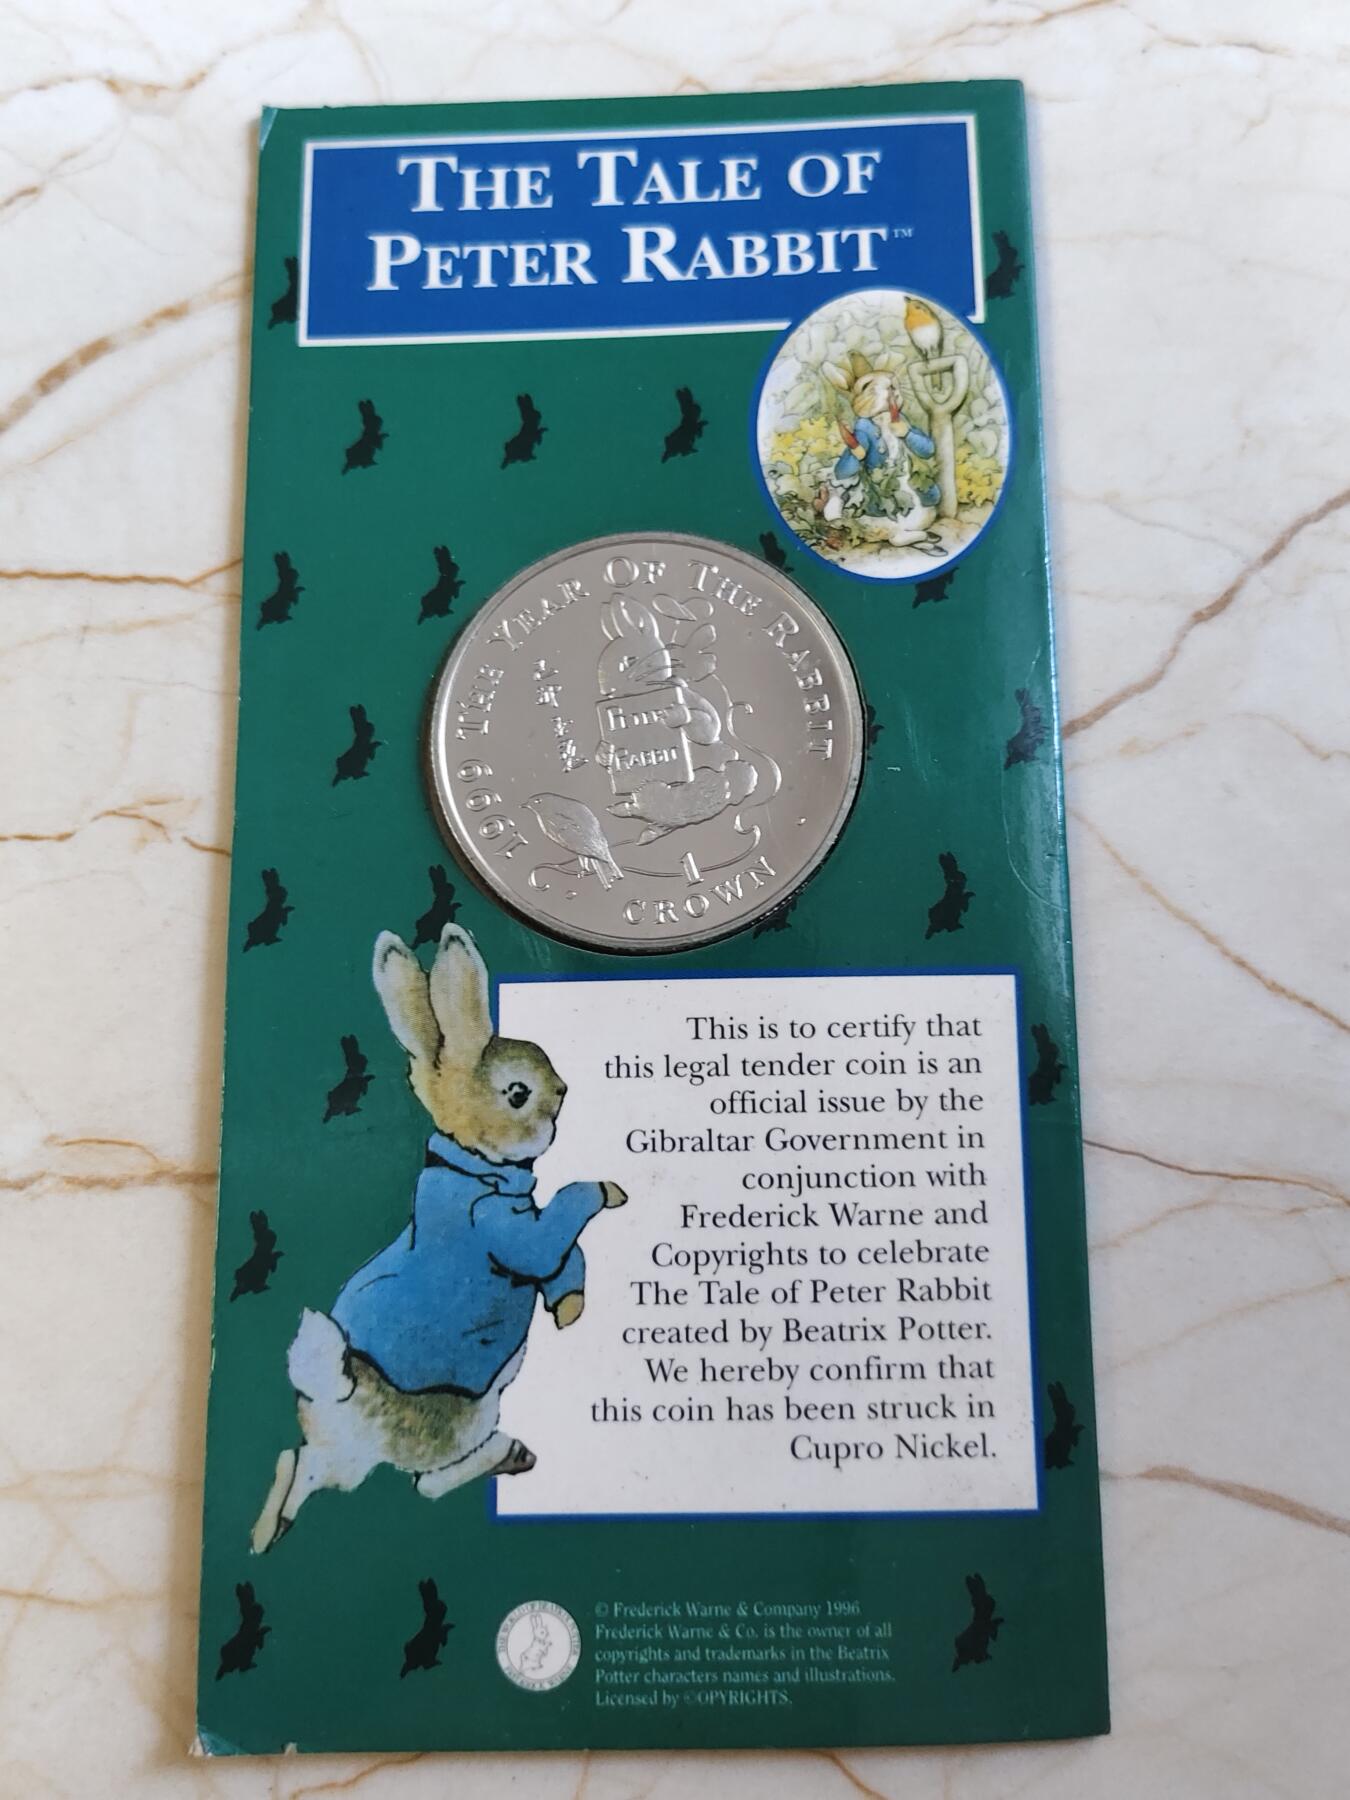 THE TALE OF
PETER RABBIT™
1999 THE YEAR OF THE RABBIT
PETER
RABBIT
1
CROWN
This is to certify that
this legal tender coin is an
official issue by the
Gibraltar Government in
conjunction with
Frederick Warne and
Copyrights to celebrate
The Tale of Peter Rabbit
created by Beatrix Potter.
We hereby confirm that
this coin has been struck in
Cupro Nickel.
© Frederick Warne & Company 1996
Frederick Warne & Co. is the owner of all
copyrights and trademarks in the Beatrix
Potter characters names and illustrations.
Licensed by ©OPYRIGHTS.